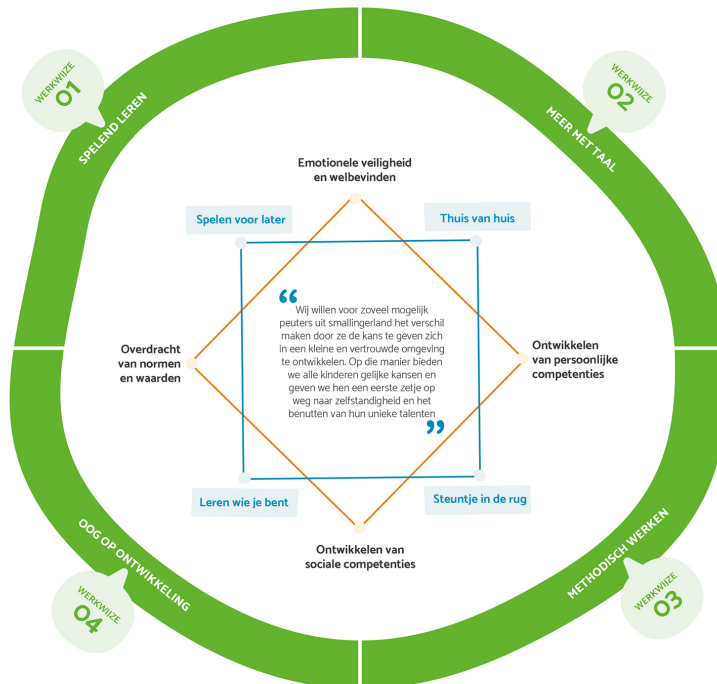 WERKWIJZE
01
SPELEND LEREN
WERKWIJZE
02
MEER MET TAAL
Emotionele veiligheid
en welbevinden
Spelen voor later
Thuis van huis
“
Wij willen voor zoveel mogelijk
peuters uit smallingerland het verschil
maken door ze de kans te geven zich
in een kleine en vertrouwde omgeving
te ontwikkelen. Op die manier bieden
we alle kinderen gelijke kansen en
geven we hen een eerste zetje op
weg naar zelfstandigheid en het
benutten van hun unieke talenten
”
Overdracht
van normen
en waarden
Ontwikkelen
van persoonlijke
competenties
Leren wie je bent
Steuntje in de rug
Ontwikkelen van
sociale competenties
OOG OP ONTWIKKELING
WERKWIJZE
04
METHODISCH WERKEN
WERKWIJZE
03